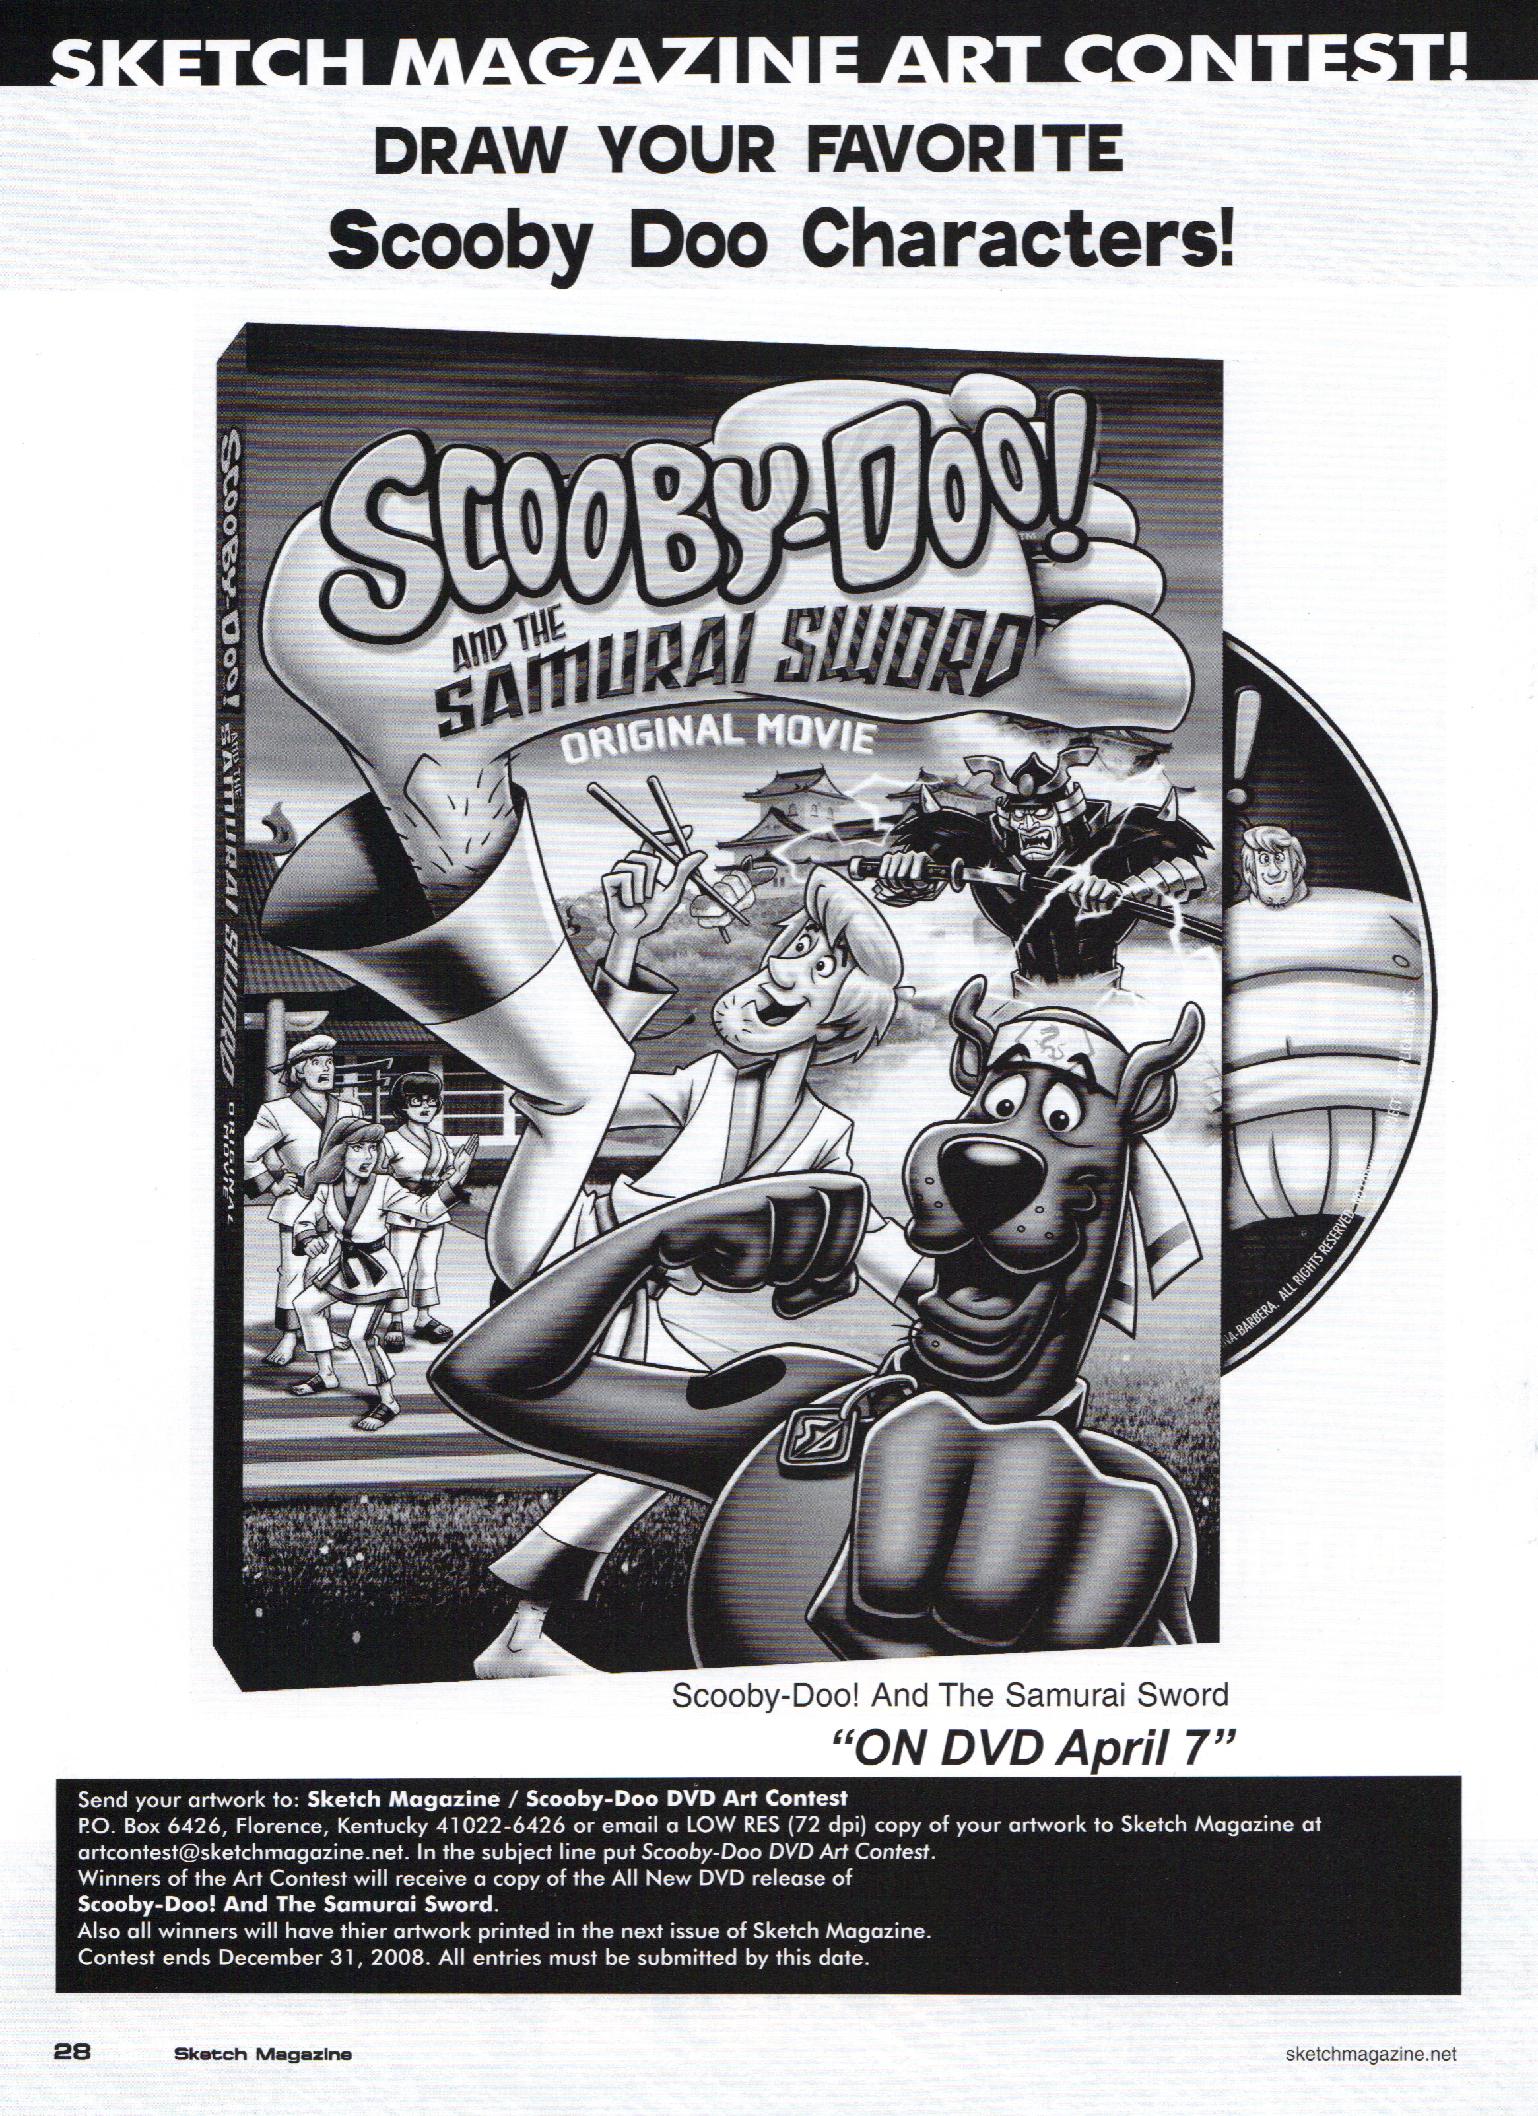 SKETCH MAGAZINE ART CONTEST!
DRAW YOUR FAVORITE
Scooby Doo Characters!
SCOOBY-DOO!
AND THE
SAMURAI SWORD
ORIGINAL MOVIE
SCOOBY-DOO! AND THE SAMURAI SWORD ORIGINAL MOVIE
NA-BARBERA. ALL RIGHTS RESERVED.
Scooby-Doo! And The Samurai Sword
“ON DVD April 7”
Send your artwork to: Sketch Magazine / Scooby-Doo DVD Art Contest
P.O. Box 6426, Florence, Kentucky 41022-6426 or email a LOW RES (72 dpi) copy of your artwork to Sketch Magazine at
artcontest@sketchmagazine.net. In the subject line put Scooby-Doo DVD Art Contest.
Winners of the Art Contest will receive a copy of the All New DVD release of
Scooby-Doo! And The Samurai Sword.
Also all winners will have thier artwork printed in the next issue of Sketch Magazine.
Contest ends December 31, 2008. All entries must be submitted by this date.
28 Sketch Magazine sketchmagazine.net